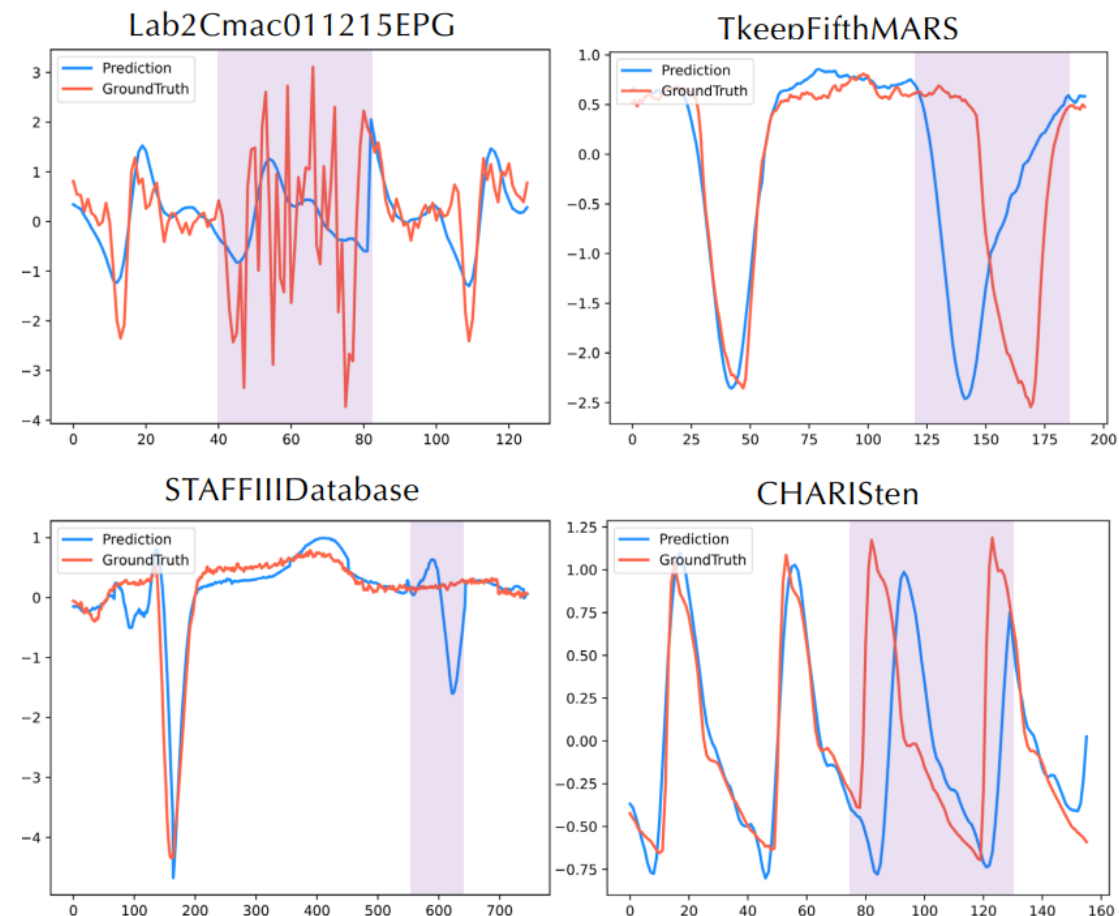 Lab2Cmac011215EPG
Prediction
GroundTruth
3
2
1
0
−1
−2
−3
−4
0 20 40 60 80 100 120
TkeepFifthMARS
Prediction
GroundTruth
1.0
0.5
0.0
−0.5
−1.0
−1.5
−2.0
−2.5
0 25 50 75 100 125 150 175 200
STAFFIIIDatabase
Prediction
GroundTruth
1
0
−1
−2
−3
−4
0 100 200 300 400 500 600 700
CHARISten
Prediction
GroundTruth
1.25
1.00
0.75
0.50
0.25
0.00
−0.25
−0.50
−0.75
0 20 40 60 80 100 120 140 160